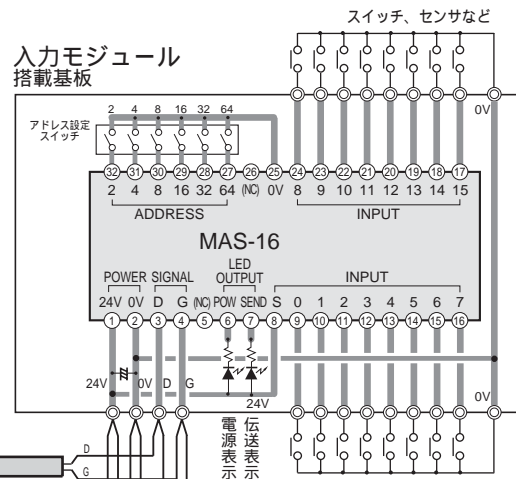 スイッチ、センサなど
入力モジュール
搭載基板
0V
アドレス設定
スイッチ
2 4 8 16 32 64
32 31 30 29 28 27 26 25 24 23 22 21 20 19 18 17
2 4 8 16 32 64 (NC) 0V 8 9 10 11 12 13 14 15
ADDRESS INPUT
MAS-16
POWER SIGNAL LED OUTPUT INPUT
24V 0V D G (NC) POW SEND S 0 1 2 3 4 5 6 7
1 2 3 4 5 6 7 8 9 10 11 12 13 14 15 16
24V 0V D G
24V
0V
電源表示
伝送表示
D
G